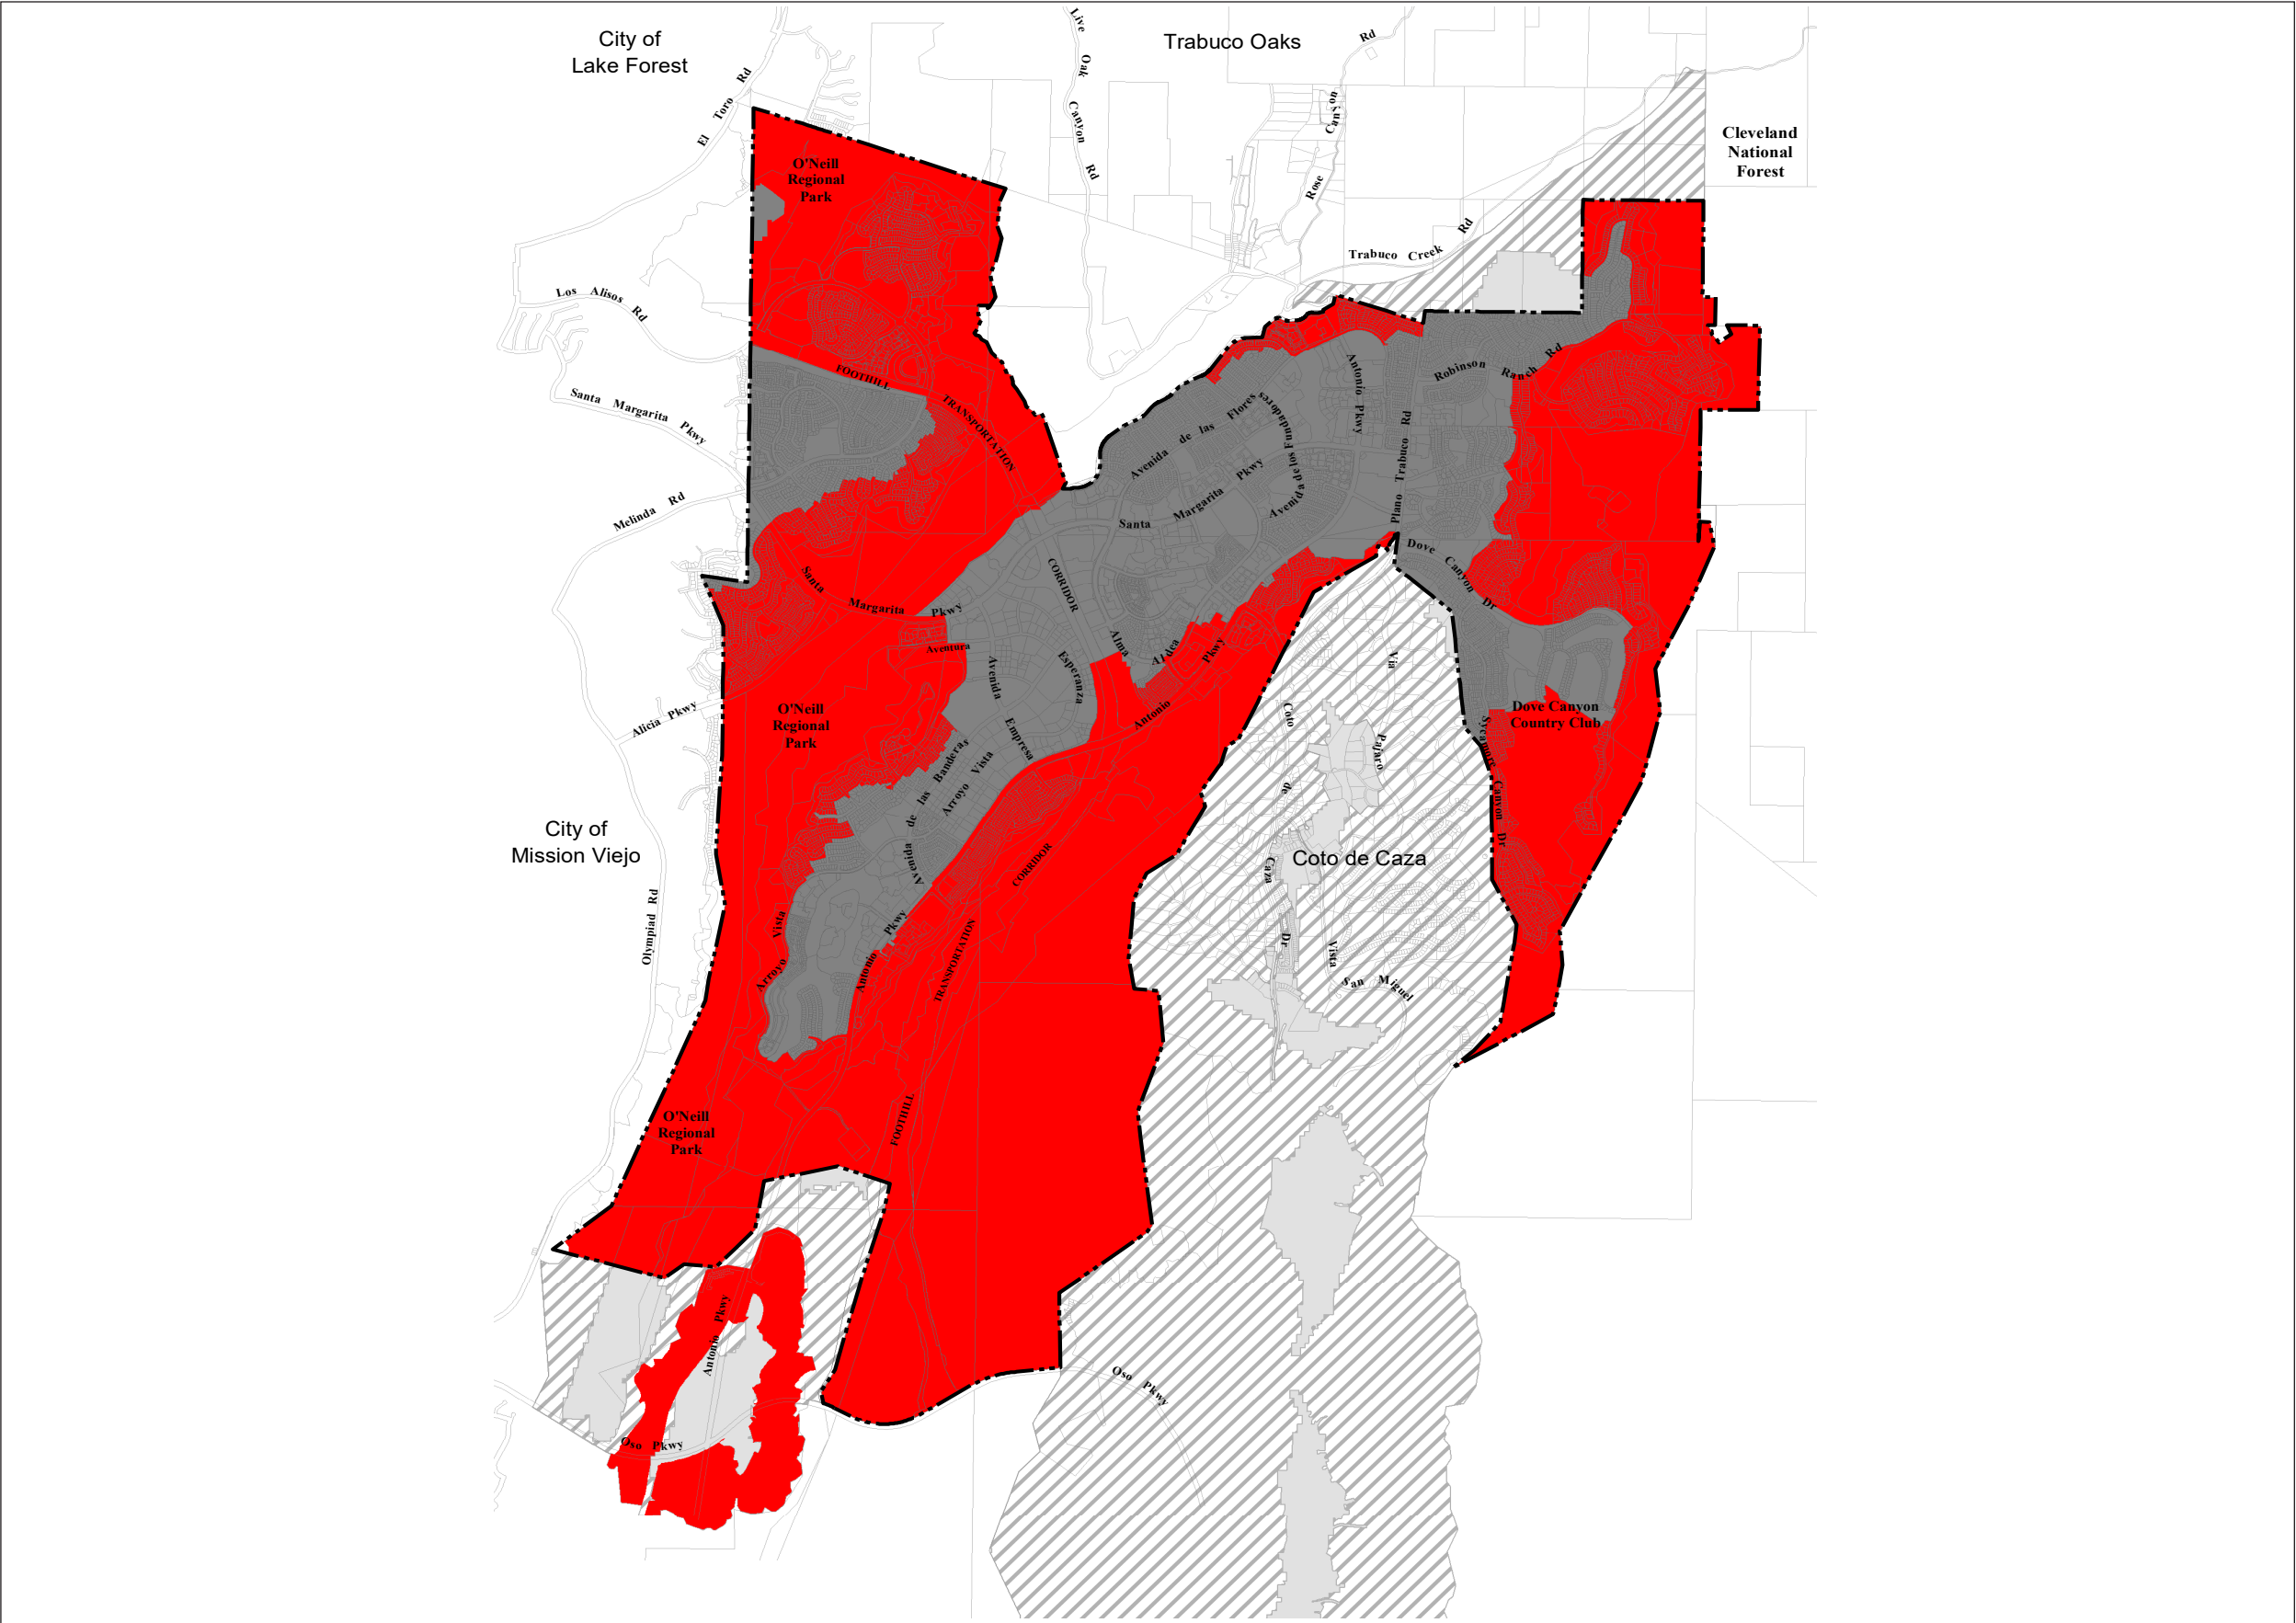 City of
Lake Forest
Trabuco Oaks
Live Oak Canyon Rd
Rd
El Toro Rd
Rose Canyon
Cleveland
National
Forest
O'Neill
Regional
Park
Trabuco Creek Rd
Los Alisos Rd
Santa Margarita Pkwy
FOOTHILL
TRANSPORTATION
CORRIDOR
Antonio Pkwy
Robinson Ranch Rd
Avenida de las Flores
Avenida de los Fundadores
Plano Trabuco Rd
Santa Margarita Pkwy
Melinda Rd
Dove Canyon Dr
Santa Margarita Pkwy
Aventura
Alma Aldea
Pkwy
Antonio
Avenida
Esperanza
Empresa
Via
Pajaro
Vista
Alicia Pkwy
O'Neill
Regional
Park
Dove Canyon
Country Club
Sycamore Canyon Dr
Avenida de las Banderas
Arroyo Vista
City of
Mission Viejo
Coto de Caza Dr
Coto de Caza
CORRIDOR
TRANSPORTATION
FOOTHILL
Olympiad Rd
Arroyo Vista
Antonio Pkwy
San Miguel
O'Neill
Regional
Park
Antonio Pkwy
Oso Pkwy
Oso Pkwy